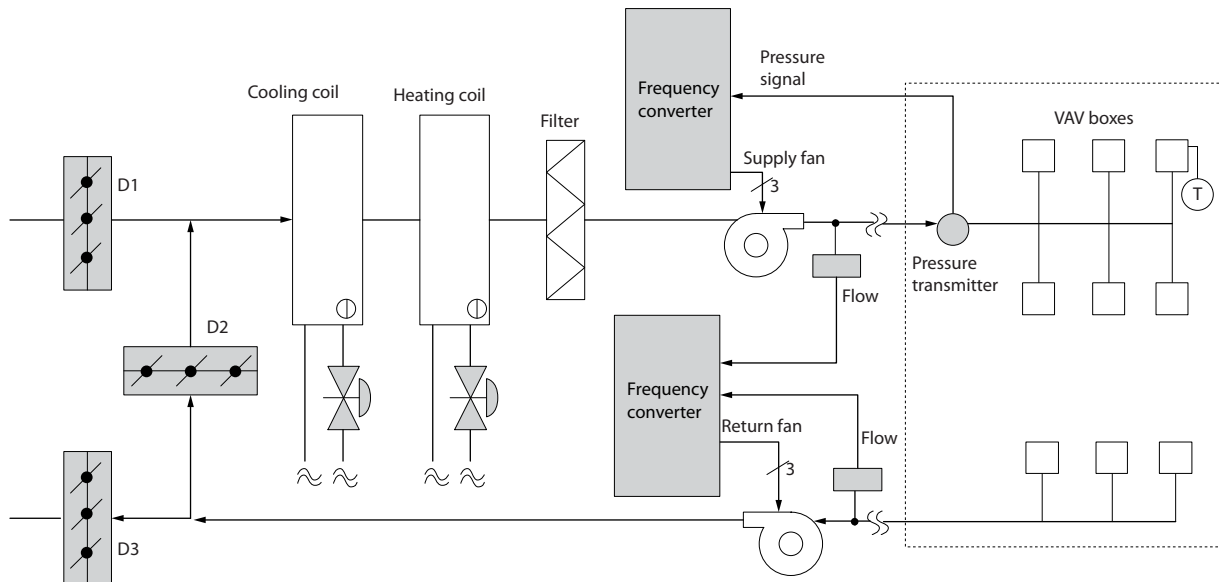 Pressure
signal
Cooling coil
Heating coil
Frequency
converter
VAV boxes
Filter
Supply fan
3
D1
T
Pressure
transmitter
Flow
D2
Frequency
converter
Return fan
Flow
3
D3